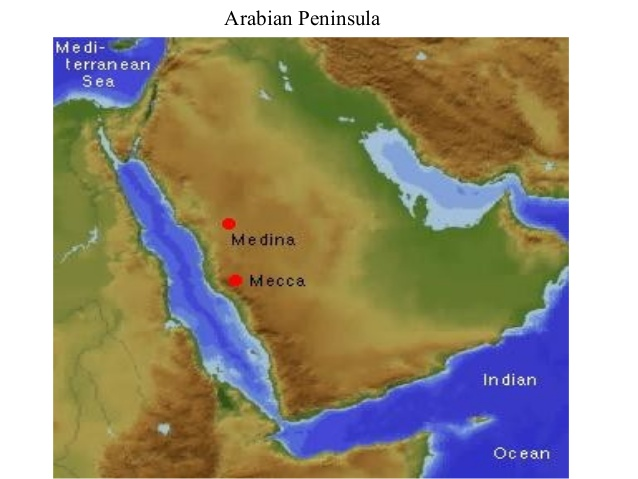 Arabian Peninsula
Medi-
terranean
Sea
Medina
Mecca
Indian
Ocean